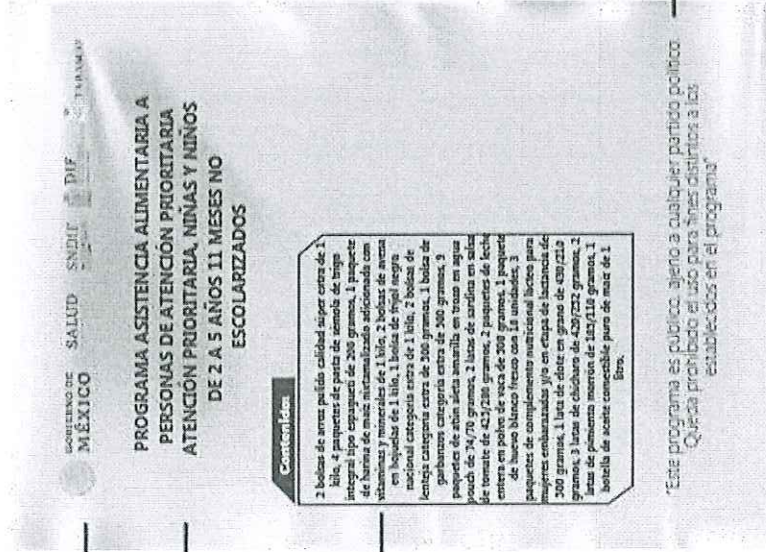 GOBIERNO DE
MÉXICO
SALUD
SNDIF
DIF
PROGRAMA ASISTENCIA ALIMENTARIA A
PERSONAS DE ATENCIÓN PRIORITARIA
ATENCIÓN PRIORITARIA, NIÑAS Y NIÑOS
DE 2 A 5 AÑOS 11 MESES NO
ESCOLARIZADOS
Contenidos
2 bolsas de arroz pulido calidad súper extra de 1
kilo, 4 paquetes de pasta de sémola de trigo
integral tipo espagueti de 200 gramos, 1 paquete
de harina de maíz nixtamalizado adicionada con
vitaminas y minerales de 1 kilo, 2 bolsas de avena
en hojuelas de 1 kilo, 1 bolsa de frijol negro
nacional categoría extra de 1 kilo, 2 bolsas de
lenteja categoría extra de 500 gramos, 1 bolsa de
garbanzos categoría extra de 500 gramos, 9
paquetes de atún aleta amarilla en trozo en agua
pouch de 74/70 gramos, 2 latas de sardina en salsa
de tomate de 425/280 gramos, 2 paquetes de leche
entera en polvo de vaca de 500 gramos, 1 paquete
de huevo blanco fresco con 18 unidades, 3
paquetes de complemento nutricional lácteo para
mujeres embarazadas y/o en etapa de lactancia de
500 gramos, 1 lata de elote en grano de 430/210
gramos, 3 latas de chícharo de 420/252 gramos, 2
latas de pimiento morrón de 185/110 gramos, 1
botella de aceite comestible puro de maíz de 1
litro.
"Este programa es público, ajeno a cualquier partido político.
Queda prohibido el uso para fines distintos a los
establecidos en el programa"